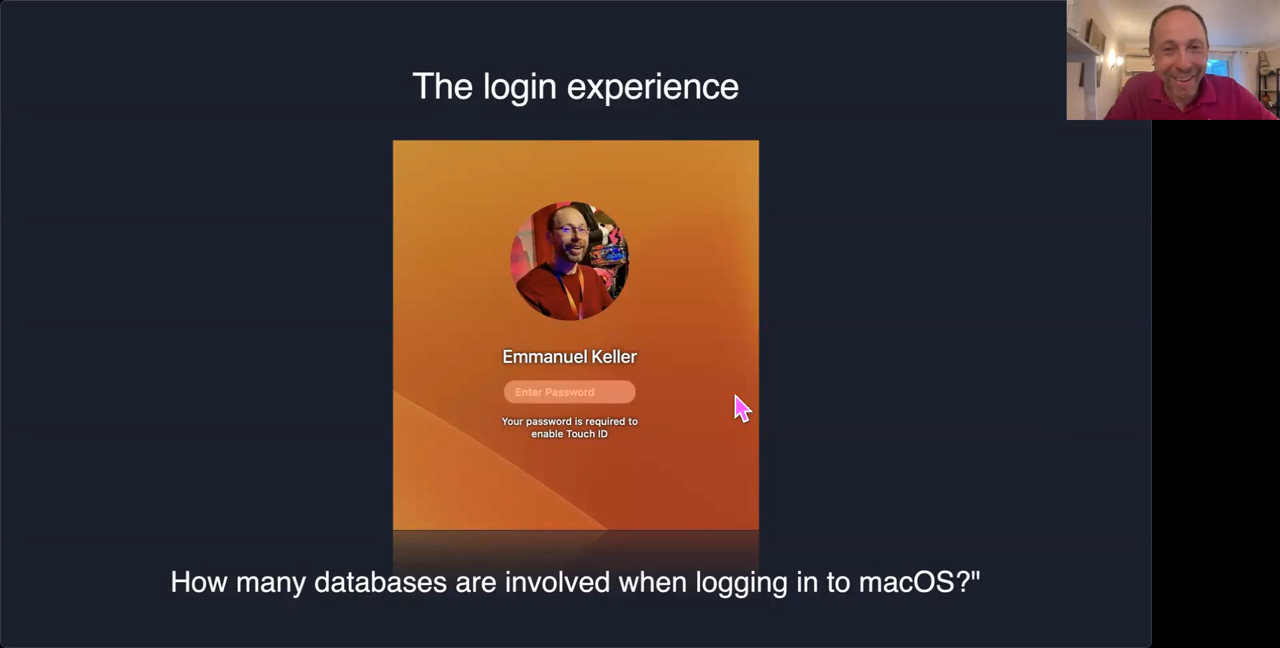 The login experience
Emmanuel Keller
Enter Password
Your password is required to
enable Touch ID
How many databases are involved when logging in to macOS?"